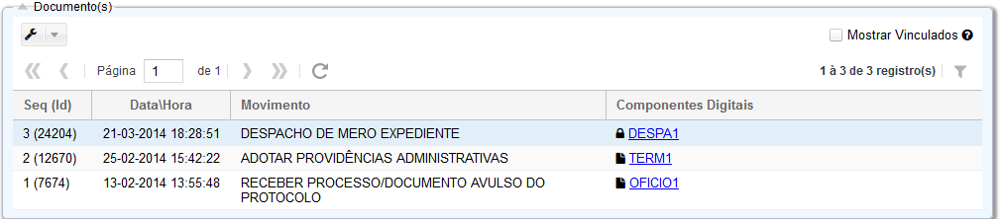 Documento(s)
Mostrar Vinculados
Página 1 de 1
1 à 3 de 3 registro(s)
Seq (Id) Data\Hora Movimento Componentes Digitais
3 (24204) 21-03-2014 18:28:51 DESPACHO DE MERO EXPEDIENTE DESPA1
2 (12670) 25-02-2014 15:42:22 ADOTAR PROVIDÊNCIAS ADMINISTRATIVAS TERM1
1 (7674) 13-02-2014 13:55:48 RECEBER PROCESSO/DOCUMENTO AVULSO DO OFICIO1
PROTOCOLO